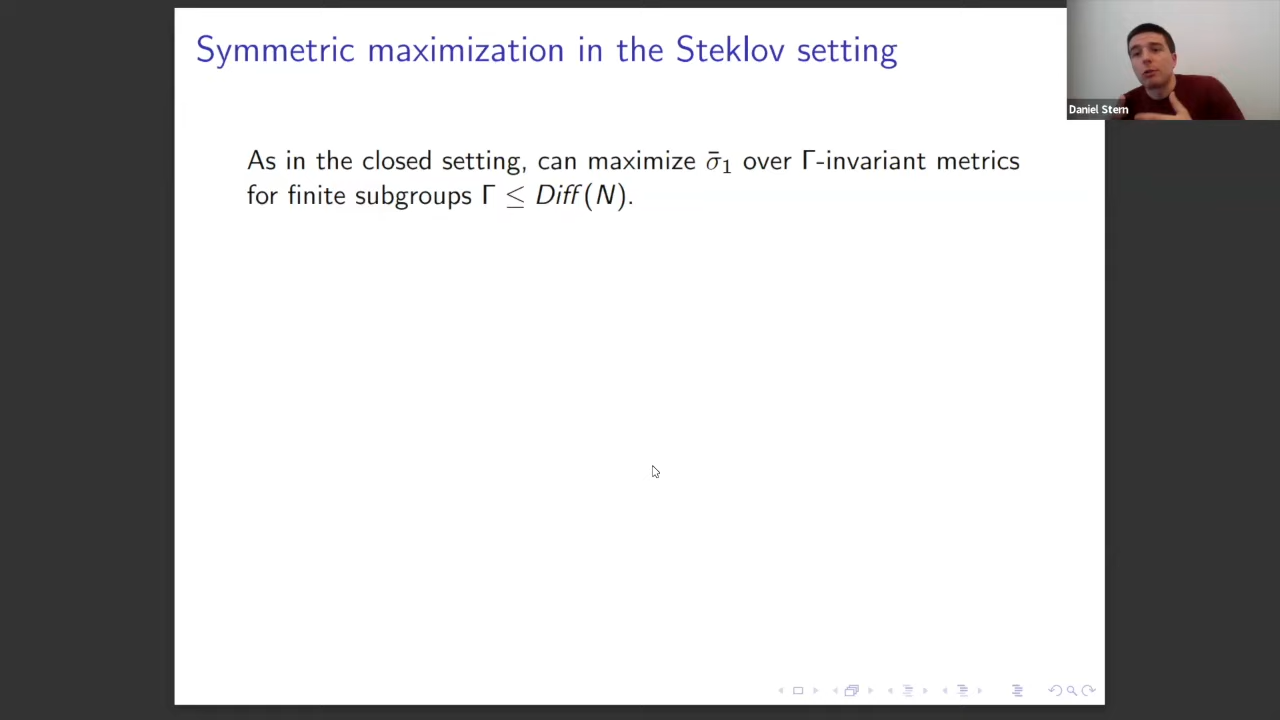 Symmetric maximization in the Steklov setting
Daniel Stern
As in the closed setting, can maximize σ̄₁ over Γ-invariant metrics
for finite subgroups Γ ≤ Diff(N).